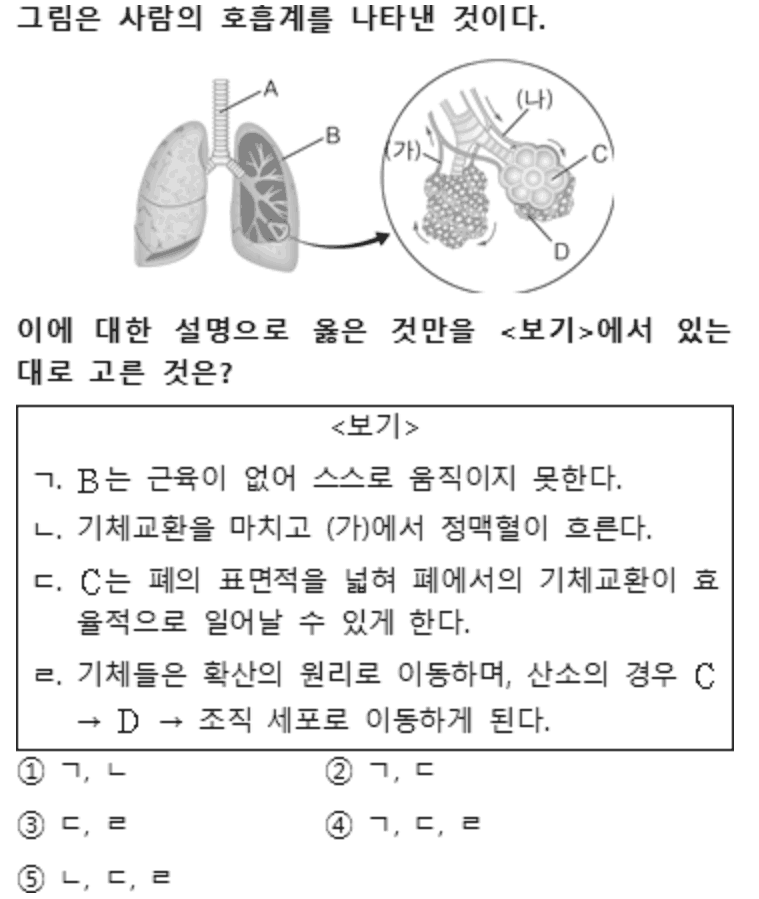 그림은 사람의 호흡계를 나타낸 것이다.
A
B
(가)
(나)
C
D
이에 대한 설명으로 옳은 것만을 <보기>에서 있는
대로 고른 것은?
<보기>
ㄱ. B는 근육이 없어 스스로 움직이지 못한다.
ㄴ. 기체교환을 마치고 (가)에서 정맥혈이 흐른다.
ㄷ. C는 폐의 표면적을 넓혀 폐에서의 기체교환이 효
율적으로 일어날 수 있게 한다.
ㄹ. 기체들은 확산의 원리로 이동하며, 산소의 경우 C
→ D → 조직 세포로 이동하게 된다.
① ㄱ, ㄴ ② ㄱ, ㄷ
③ ㄷ, ㄹ ④ ㄱ, ㄷ, ㄹ
⑤ ㄴ, ㄷ, ㄹ